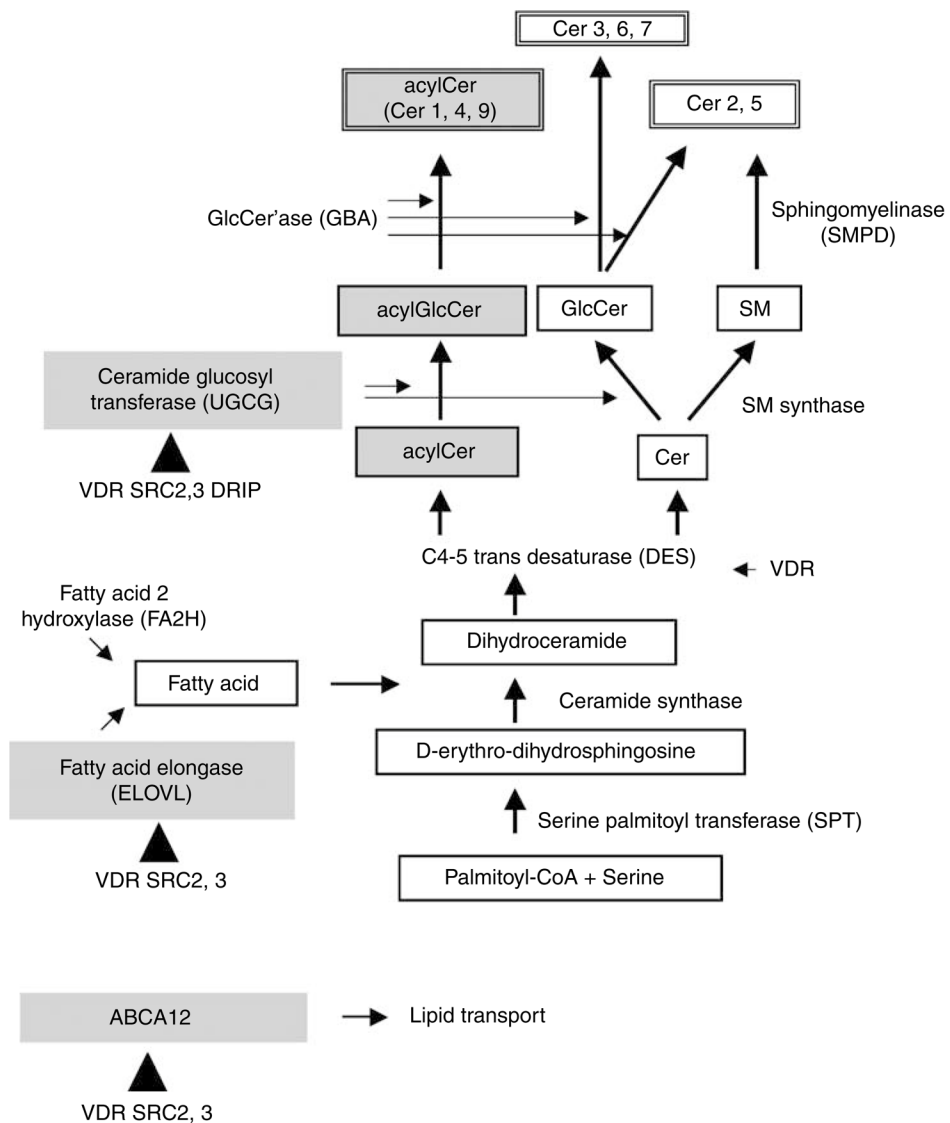 Cer 3, 6, 7
acylCer
(Cer 1, 4, 9)
Cer 2, 5
GlcCer’ase (GBA)
Sphingomyelinase
(SMPD)
acylGlcCer
GlcCer
SM
Ceramide glucosyl
transferase (UGCG)
SM synthase
acylCer
Cer
VDR SRC2,3 DRIP
C4-5 trans desaturase (DES)
VDR
Fatty acid 2
hydroxylase (FA2H)
Dihydroceramide
Fatty acid
Ceramide synthase
D-erythro-dihydrosphingosine
Fatty acid elongase
(ELOVL)
Serine palmitoyl transferase (SPT)
VDR SRC2, 3
Palmitoyl-CoA + Serine
ABCA12
Lipid transport
VDR SRC2, 3